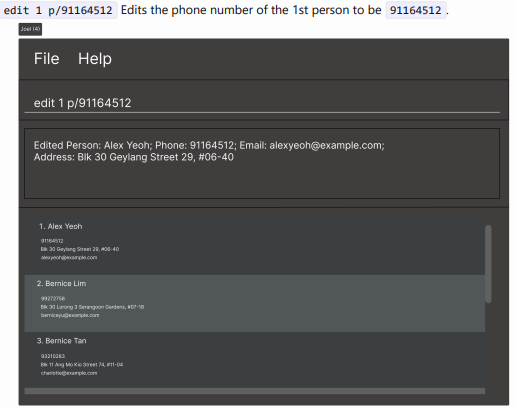 edit 1 p/91164512 Edits the phone number of the 1st person to be 91164512 .
Joel (4)
File Help
edit 1 p/91164512
Edited Person: Alex Yeoh; Phone: 91164512; Email: alexyeoh@example.com;
Address: Blk 30 Geylang Street 29, #06-40
1. Alex Yeoh
91164512
Blk 30 Geylang Street 29, #06-40
alexyeoh@example.com
2. Bernice Lim
99272758
Blk 30 Lorong 3 Serangoon Gardens, #07-18
berniceyu@example.com
3. Bernice Tan
93210283
Blk 11 Ang Mo Kio Street 74, #11-04
charlotte@example.com